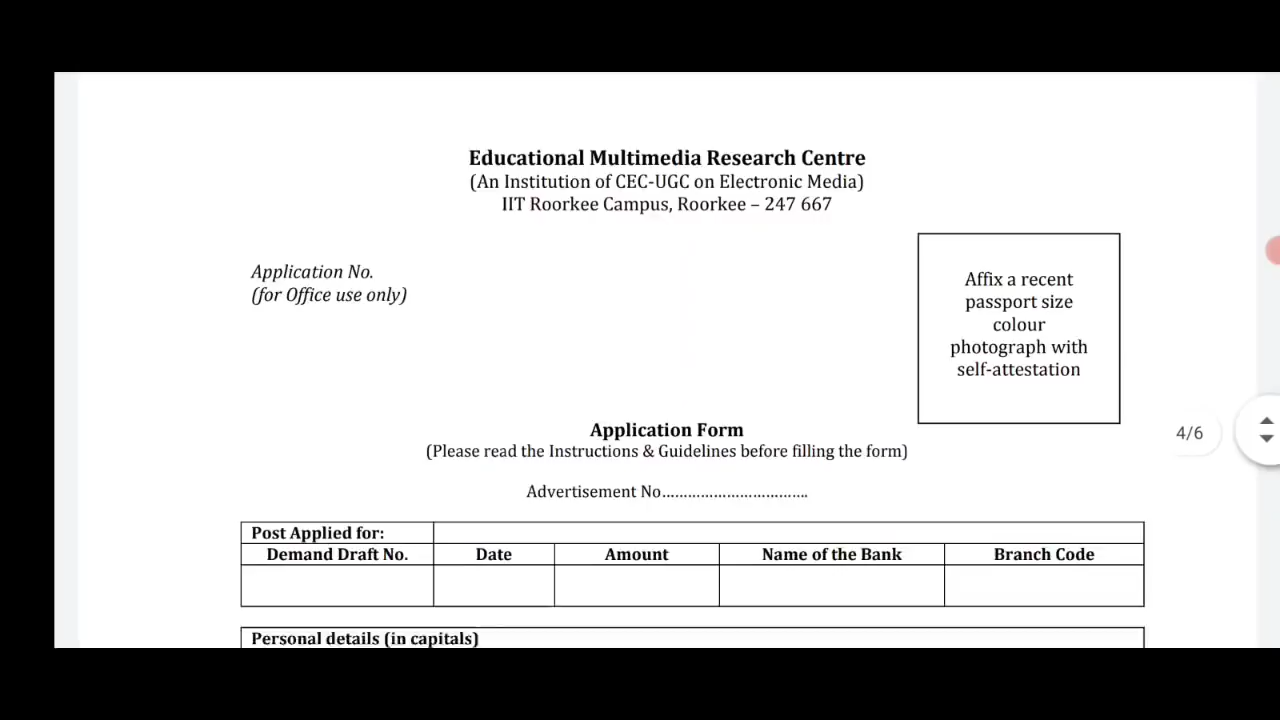 Educational Multimedia Research Centre
(An Institution of CEC-UGC on Electronic Media)
IIT Roorkee Campus, Roorkee – 247 667
Application No.
(for Office use only)
Affix a recent
passport size
colour
photograph with
self-attestation
Application Form
(Please read the Instructions & Guidelines before filling the form)
4/6
Advertisement No……………………………..
Post Applied for:
Demand Draft No. Date Amount Name of the Bank Branch Code
Personal details (in capitals)